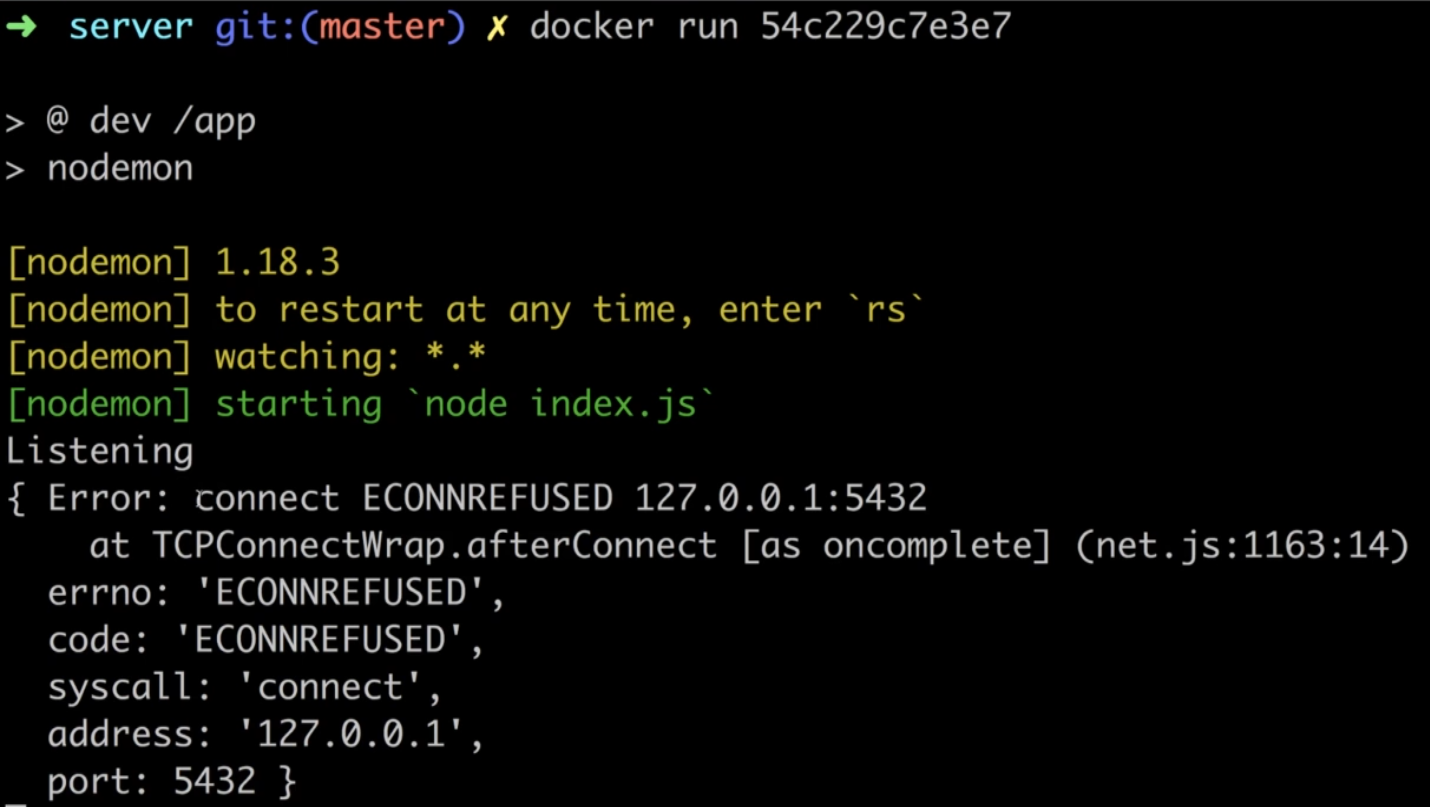 ➜ server git:(master) ✗ docker run 54c229c7e3e7
> @ dev /app
> nodemon
[nodemon] 1.18.3
[nodemon] to restart at any time, enter `rs`
[nodemon] watching: *.*
[nodemon] starting `node index.js`
Listening
{ Error: connect ECONNREFUSED 127.0.0.1:5432
    at TCPConnectWrap.afterConnect [as oncomplete] (net.js:1163:14)
  errno: 'ECONNREFUSED',
  code: 'ECONNREFUSED',
  syscall: 'connect',
  address: '127.0.0.1',
  port: 5432 }